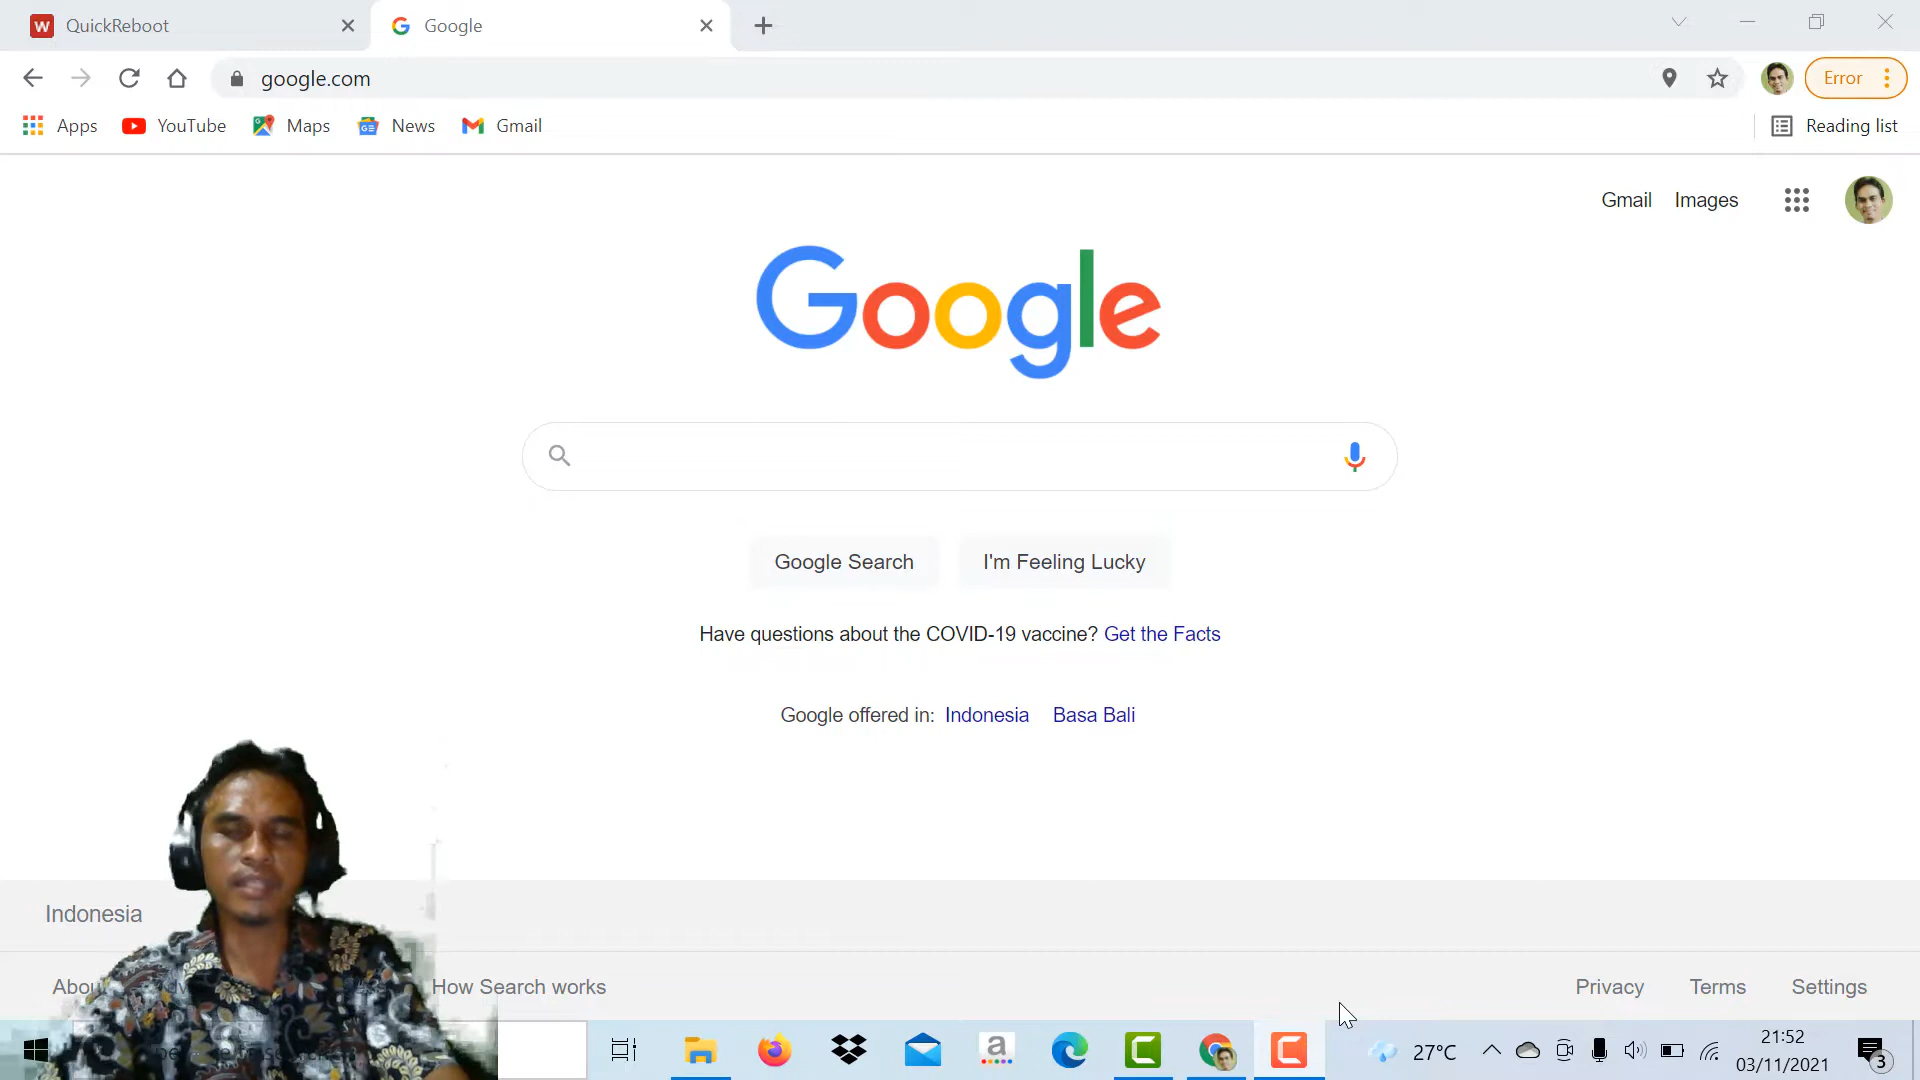 QuickReboot
Google
google.com
Error
Apps
YouTube
Maps
News
Gmail
Reading list
Gmail Images
Google
Google Search
I'm Feeling Lucky
Have questions about the COVID-19 vaccine? Get the Facts
Google offered in: Indonesia Basa Bali
Indonesia
How Search works
Privacy Terms Settings
27°C
21:52
03/11/2021
3